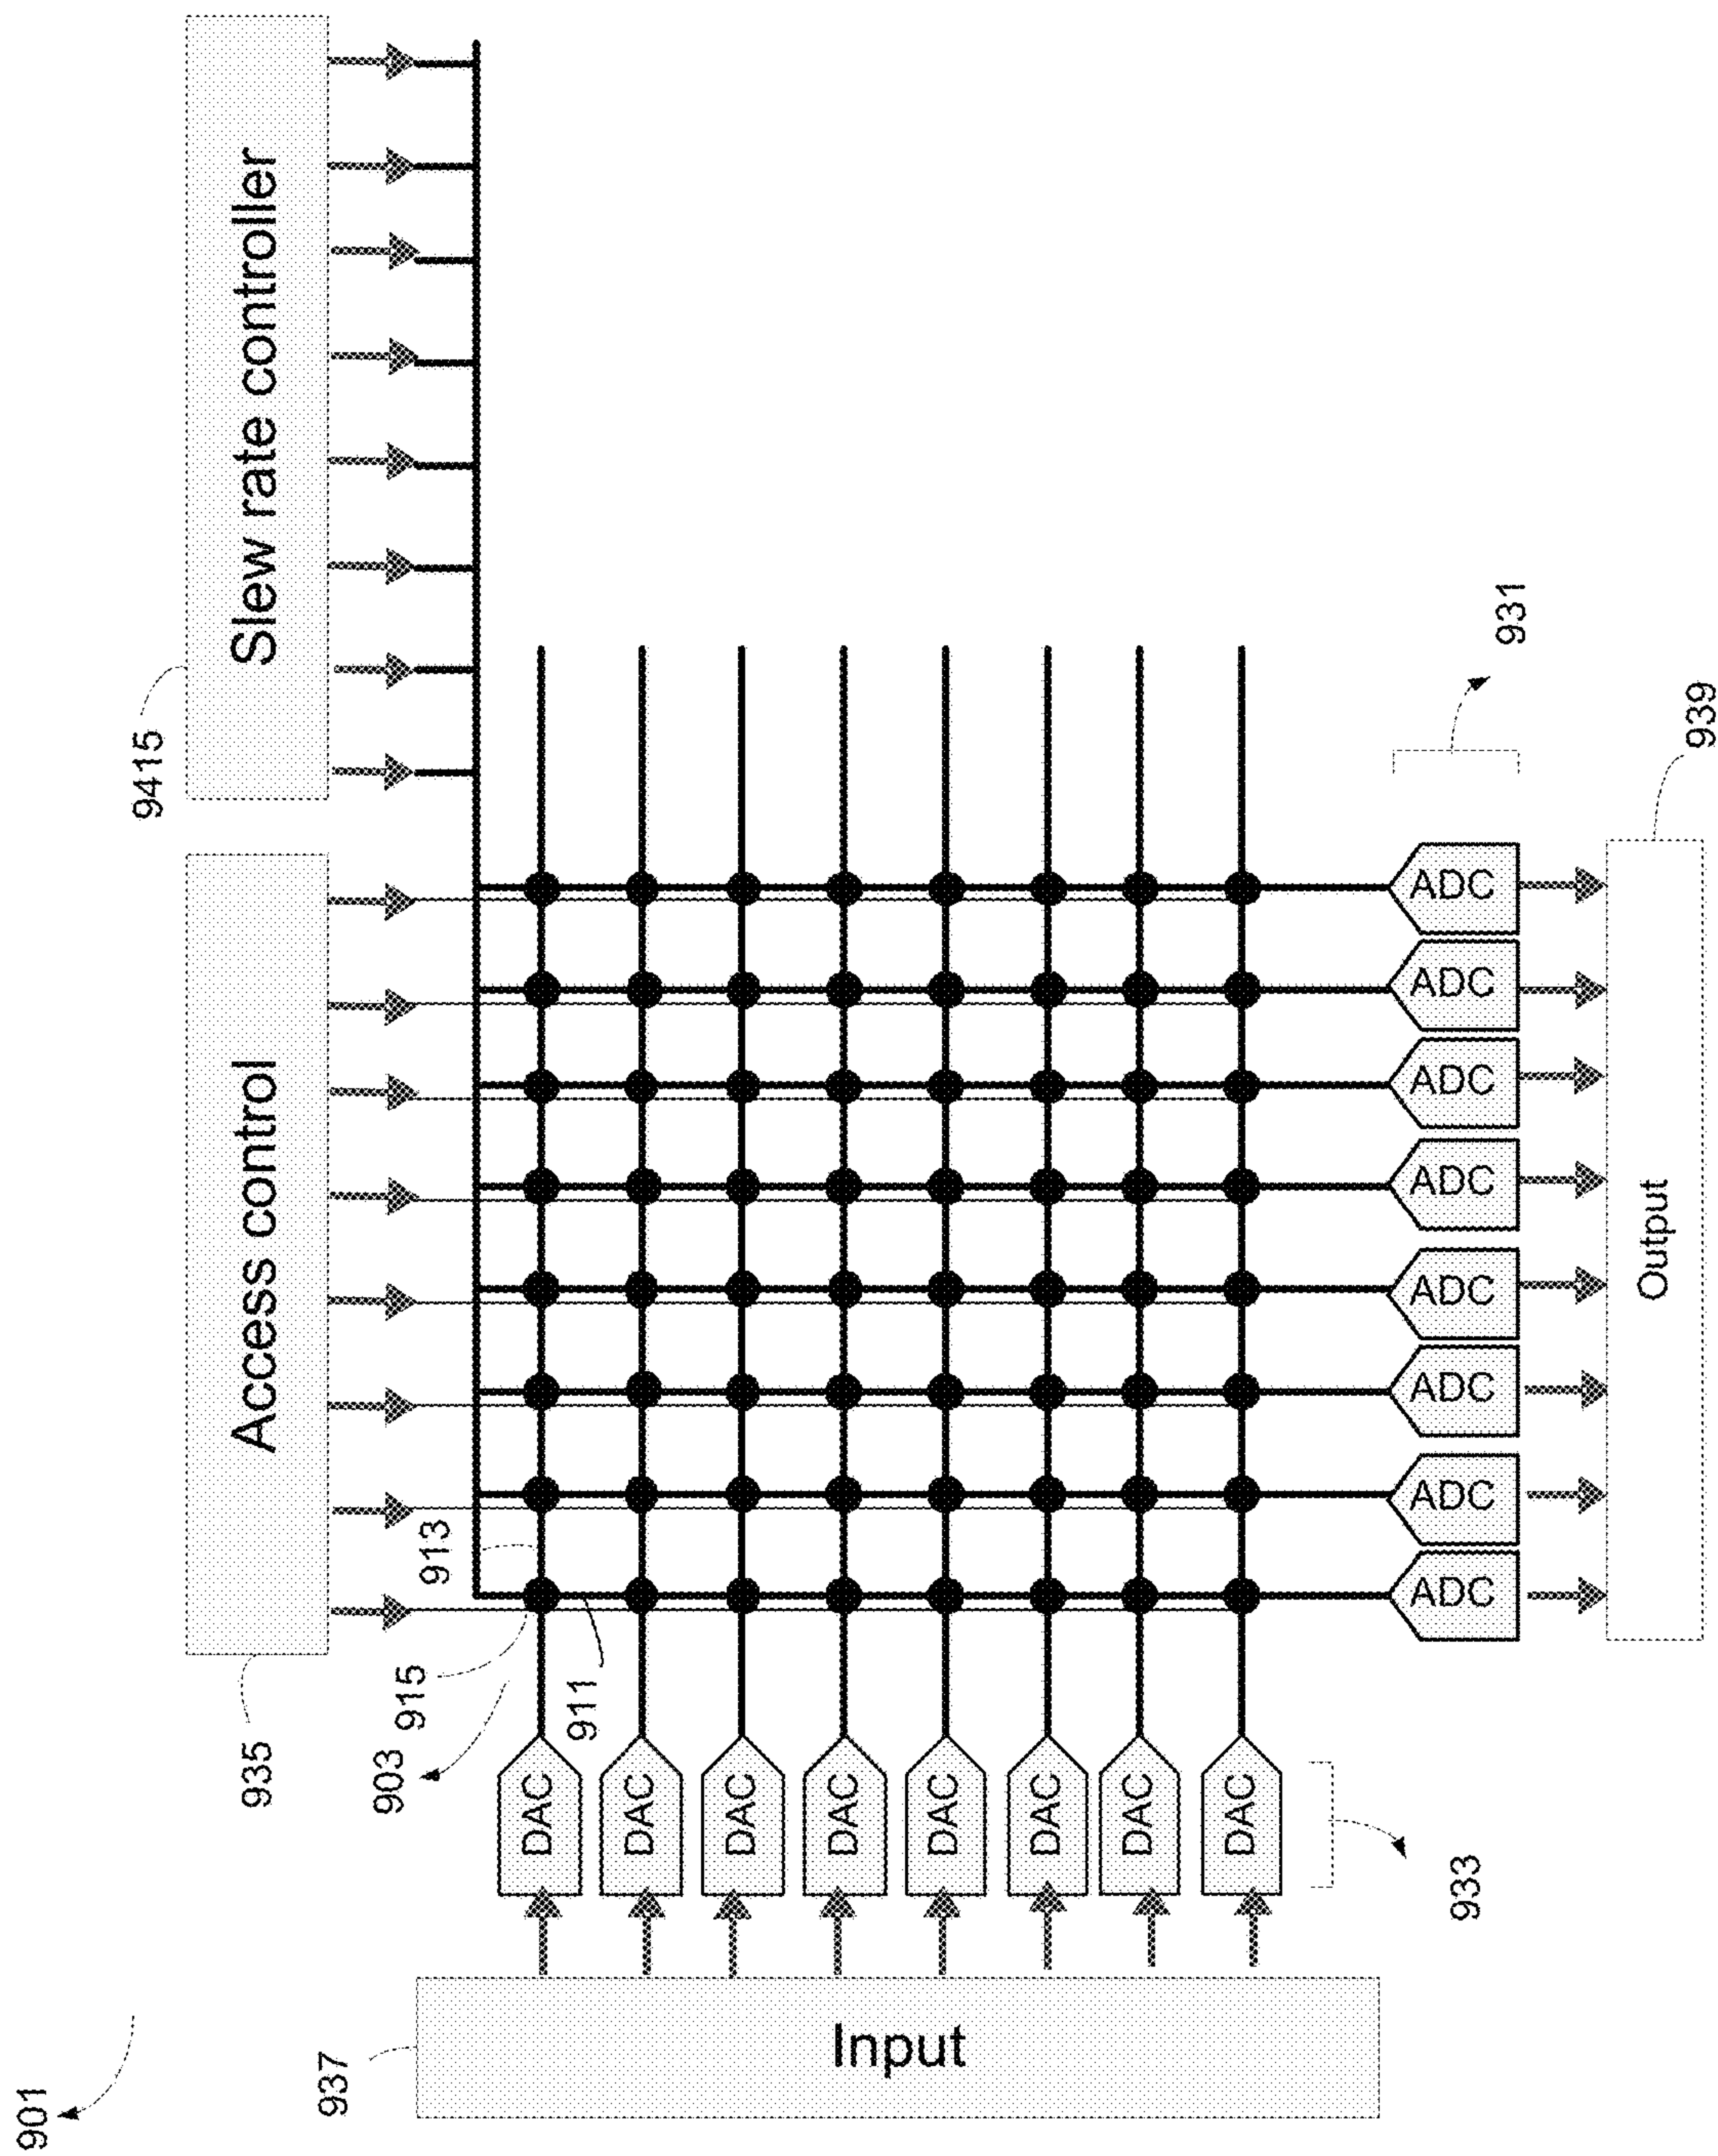 901
937
Input
935
Access control
9415
Slew rate controller
903
915
911
913
DAC
DAC
DAC
DAC
DAC
DAC
DAC
DAC
933
ADC
ADC
ADC
ADC
ADC
ADC
ADC
ADC
931
Output
939